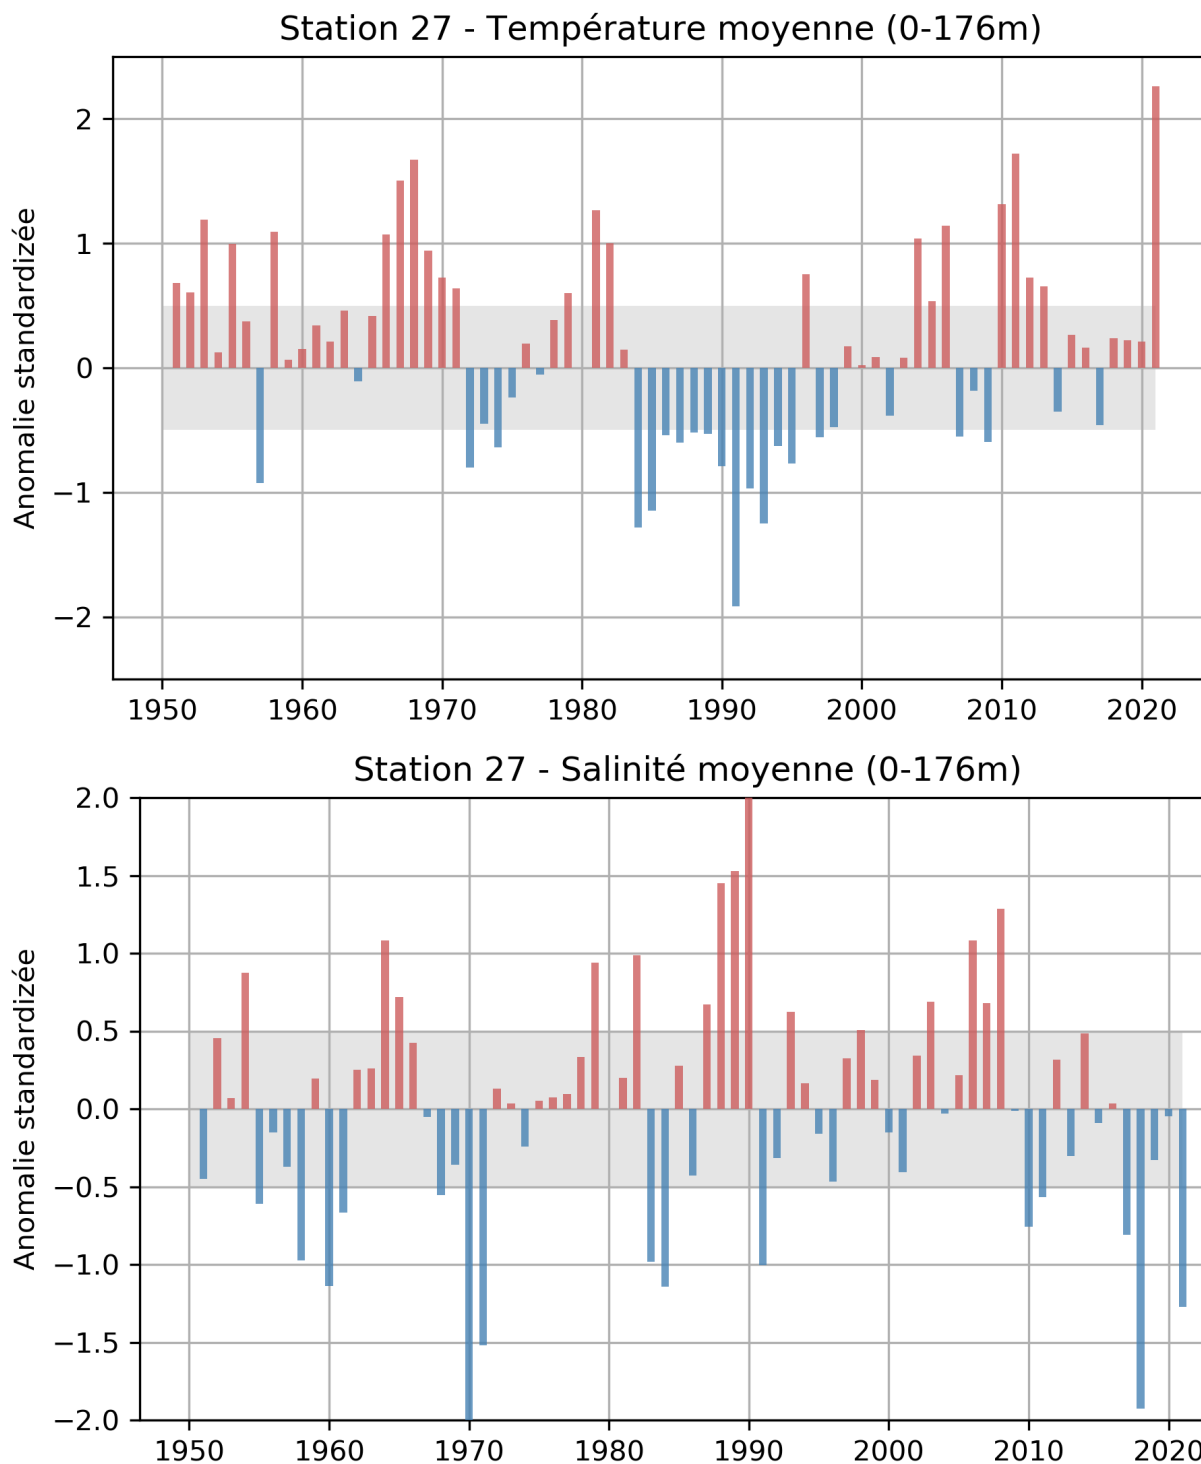 Station 27 - Température moyenne (0-176m)
Anomalie standardizée
2
1
0
−1
−2
1950 1960 1970 1980 1990 2000 2010 2020
Station 27 - Salinité moyenne (0-176m)
Anomalie standardizée
2.0
1.5
1.0
0.5
0.0
−0.5
−1.0
−1.5
−2.0
1950 1960 1970 1980 1990 2000 2010 2020